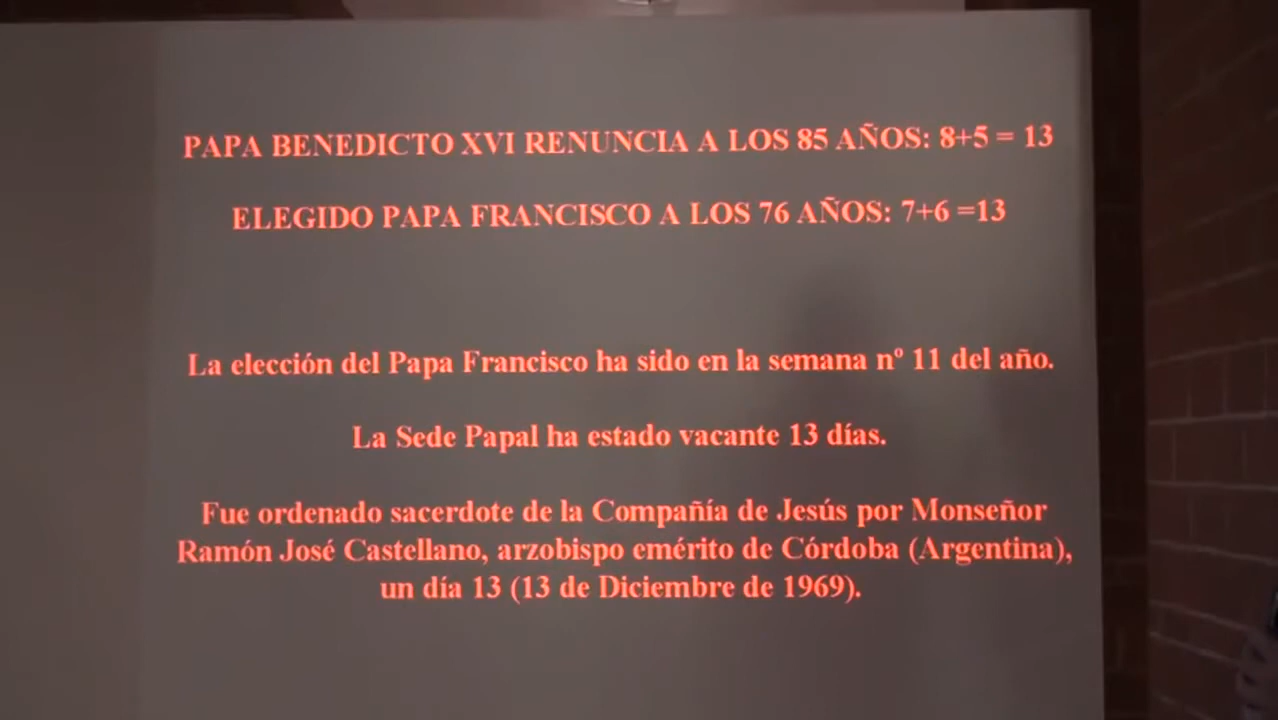 PAPA BENEDICTO XVI RENUNCIA A LOS 85 AÑOS: 8+5 = 13
ELEGIDO PAPA FRANCISCO A LOS 76 AÑOS: 7+6 =13
La elección del Papa Francisco ha sido en la semana nº 11 del año.
La Sede Papal ha estado vacante 13 días.
Fue ordenado sacerdote de la Compañía de Jesús por Monseñor
Ramón José Castellano, arzobispo emérito de Córdoba (Argentina),
un día 13 (13 de Diciembre de 1969).